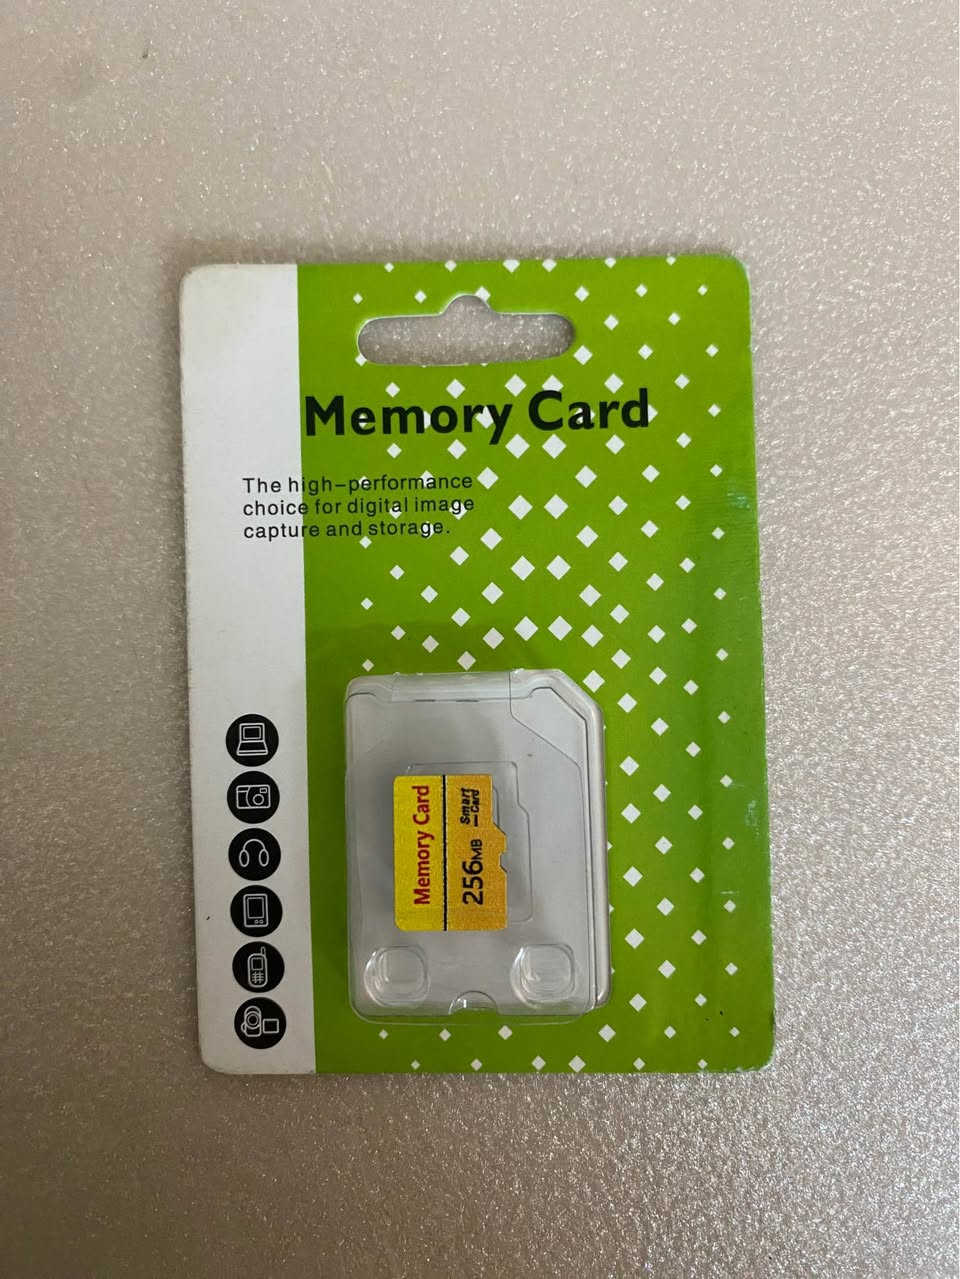 Memory Card
The high-performance
choice for digital image
capture and storage.
Memory Card
256MB
Smart
Card